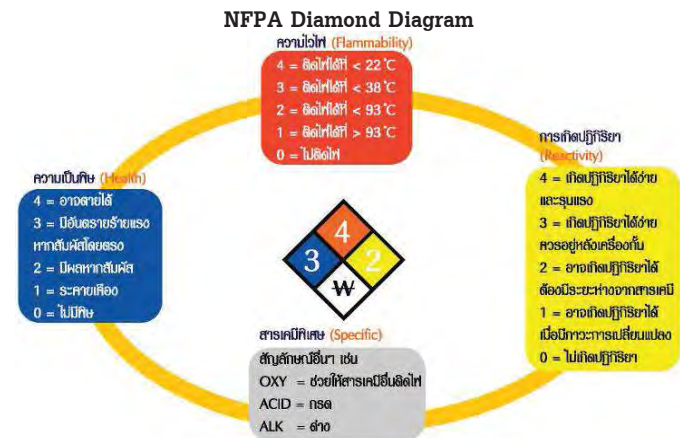 NFPA Diamond Diagram
ความไวไฟ (Flammability)
4 = ติดไฟได้ที่ < 22 ̊C
3 = ติดไฟได้ที่ < 38 ̊C
2 = ติดไฟได้ที่ < 93 ̊C
1 = ติดไฟได้ที่ > 93 ̊C
0 = ไม่ติดไฟ
ความเป็นพิษ (Health)
4 = อาจตายได้
3 = มีอันตรายร้ายแรง
หากสัมผัสโดยตรง
2 = มีผลหากสัมผัส
1 = ระคายเคือง
0 = ไม่มีพิษ
4
3 2
W
การเกิดปฏิกิริยา
(Reactivity)
4 = เกิดปฏิกิริยาได้ง่าย
และรุนแรง
3 = เกิดปฏิกิริยาได้ง่าย
ควรอยู่หลังเครื่องกั้น
2 = อาจเกิดปฏิกิริยาได้
ต้องมีระยะห่างจากสารเคมี
1 = อาจเกิดปฏิกิริยาได้
เมื่อมีภาวะการเปลี่ยนแปลง
0 = ไม่เกิดปฏิกิริยา
สารเคมีพิเศษ (Specific)
สัญลักษณ์อื่นๆ เช่น
OXY = ช่วยให้สารเคมีอื่นติดไฟ
ACID = กรด
ALK = ด่าง